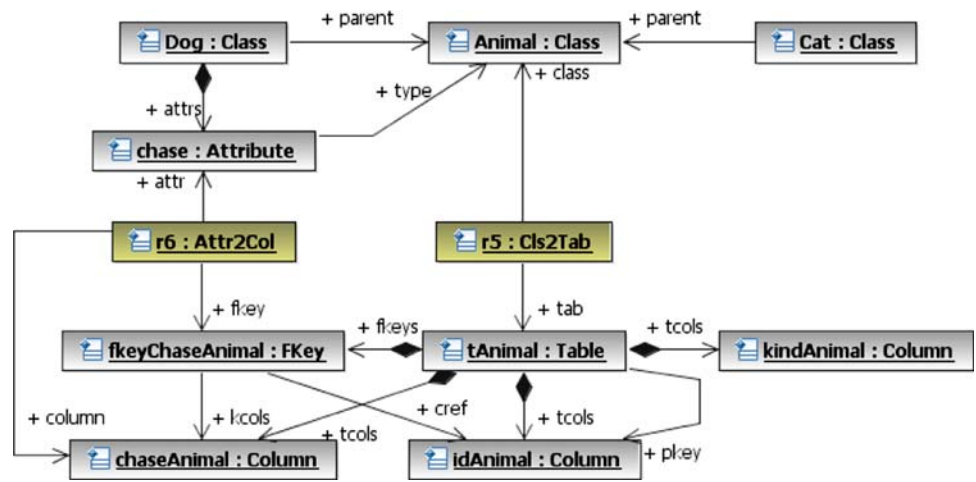 + parent
+ parent
Dog : Class
Animal : Class
Cat : Class
+ class
+ type
+ attrs
chase : Attribute
+ attr
r6 : Attr2Col
r5 : Cls2Tab
+ fkey
+ tab
+ fkeys
+ tcols
fkeyChaseAnimal : FKey
tAnimal : Table
kindAnimal : Column
+ column
+ kcols
+ cref
+ tcols
+ tcols
+ pkey
chaseAnimal : Column
idAnimal : Column